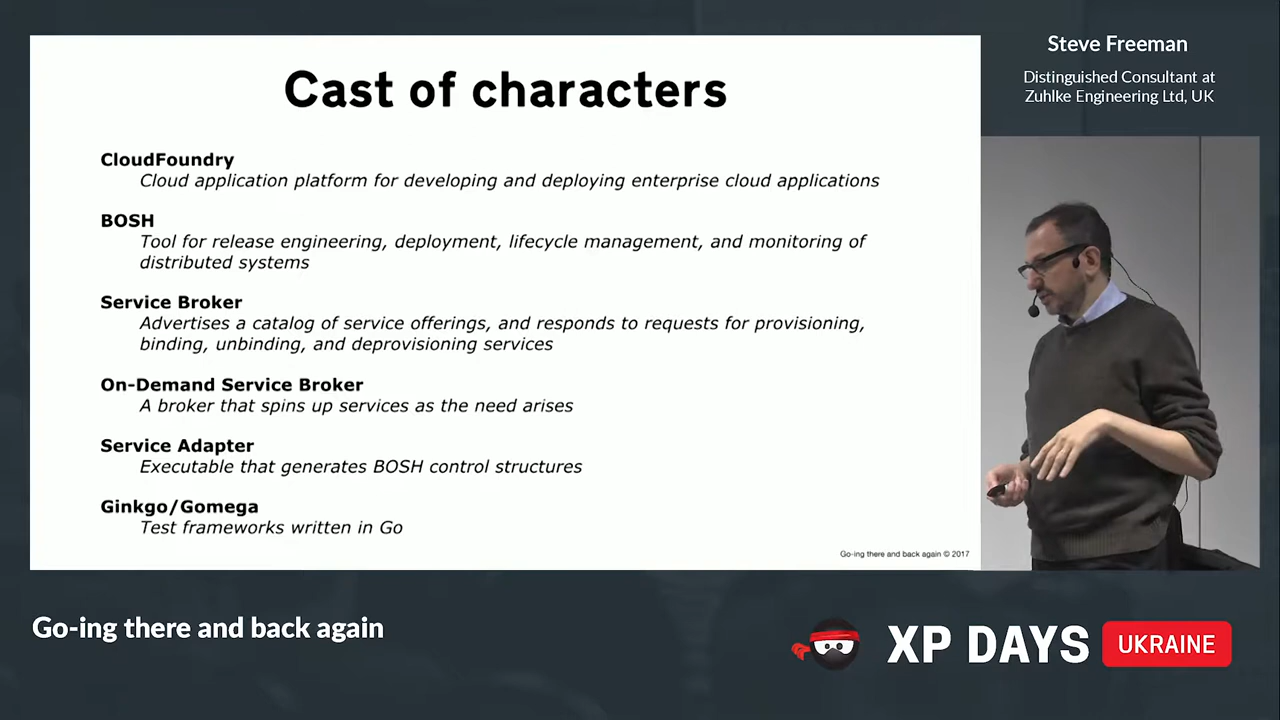 Cast of characters
CloudFoundry
Cloud application platform for developing and deploying enterprise cloud applications
BOSH
Tool for release engineering, deployment, lifecycle management, and monitoring of
distributed systems
Service Broker
Advertises a catalog of service offerings, and responds to requests for provisioning,
binding, unbinding, and deprovisioning services
On-Demand Service Broker
A broker that spins up services as the need arises
Service Adapter
Executable that generates BOSH control structures
Ginkgo/Gomega
Test frameworks written in Go
Go-ing there and back again © 2017
Steve Freeman
Distinguished Consultant at
Zuhlke Engineering Ltd, UK
Go-ing there and back again
XP DAYS UKRAINE